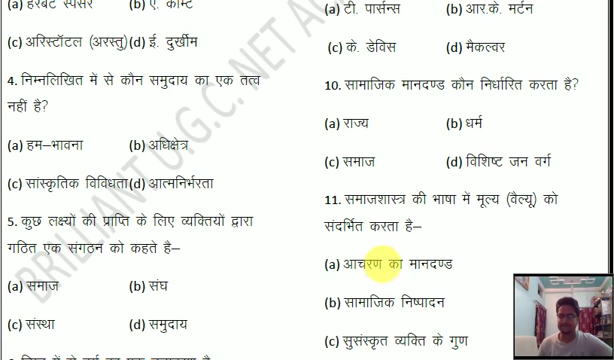 (a) हरबर्ट स्पेंसर (b) ए. कॉम्ट
(c) अरिस्टॉटल (अरस्तु)(d) ई. दुर्खीम
4. निम्नलिखित में से कौन समुदाय का एक तत्व
नहीं है?
(a) हम–भावना (b) अधिक्षेत्र
(c) सांस्कृतिक विविधता(d) आत्मनिर्भरता
5. कुछ लक्ष्यों की प्राप्ति के लिए व्यक्तियों द्वारा
गठित एक संगठन को कहते है–
(a) समाज (b) संघ
(c) संस्था (d) समुदाय
(a) टी. पार्सन्स (b) आर.के. मर्टन
(c) के. डेविस (d) मैकल्वर
10. सामाजिक मानदण्ड कौन निर्धारित करता है?
(a) राज्य (b) धर्म
(c) समाज (d) विशिष्ट जन वर्ग
11. समाजशास्त्र की भाषा में मूल्य (वैल्यू) को
संदर्भित करता है–
(a) आचरण का मानदण्ड
(b) सामाजिक निष्पादन
(c) सुसंस्कृत व्यक्ति के गुण
BRILLIANT U.G.C. NET